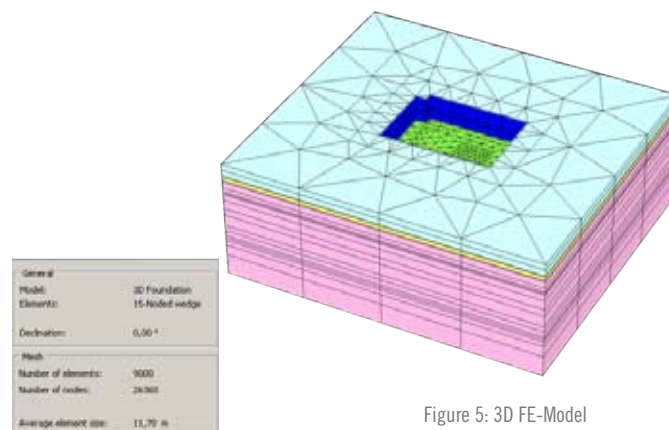 General
Model: 3D Foundation
Elements: 15-Noded wedge
Declination: 0,00 °
Mesh
Number of elements: 9000
Number of nodes:
Average element size: 11,70 m
Figure 5: 3D FE-Model